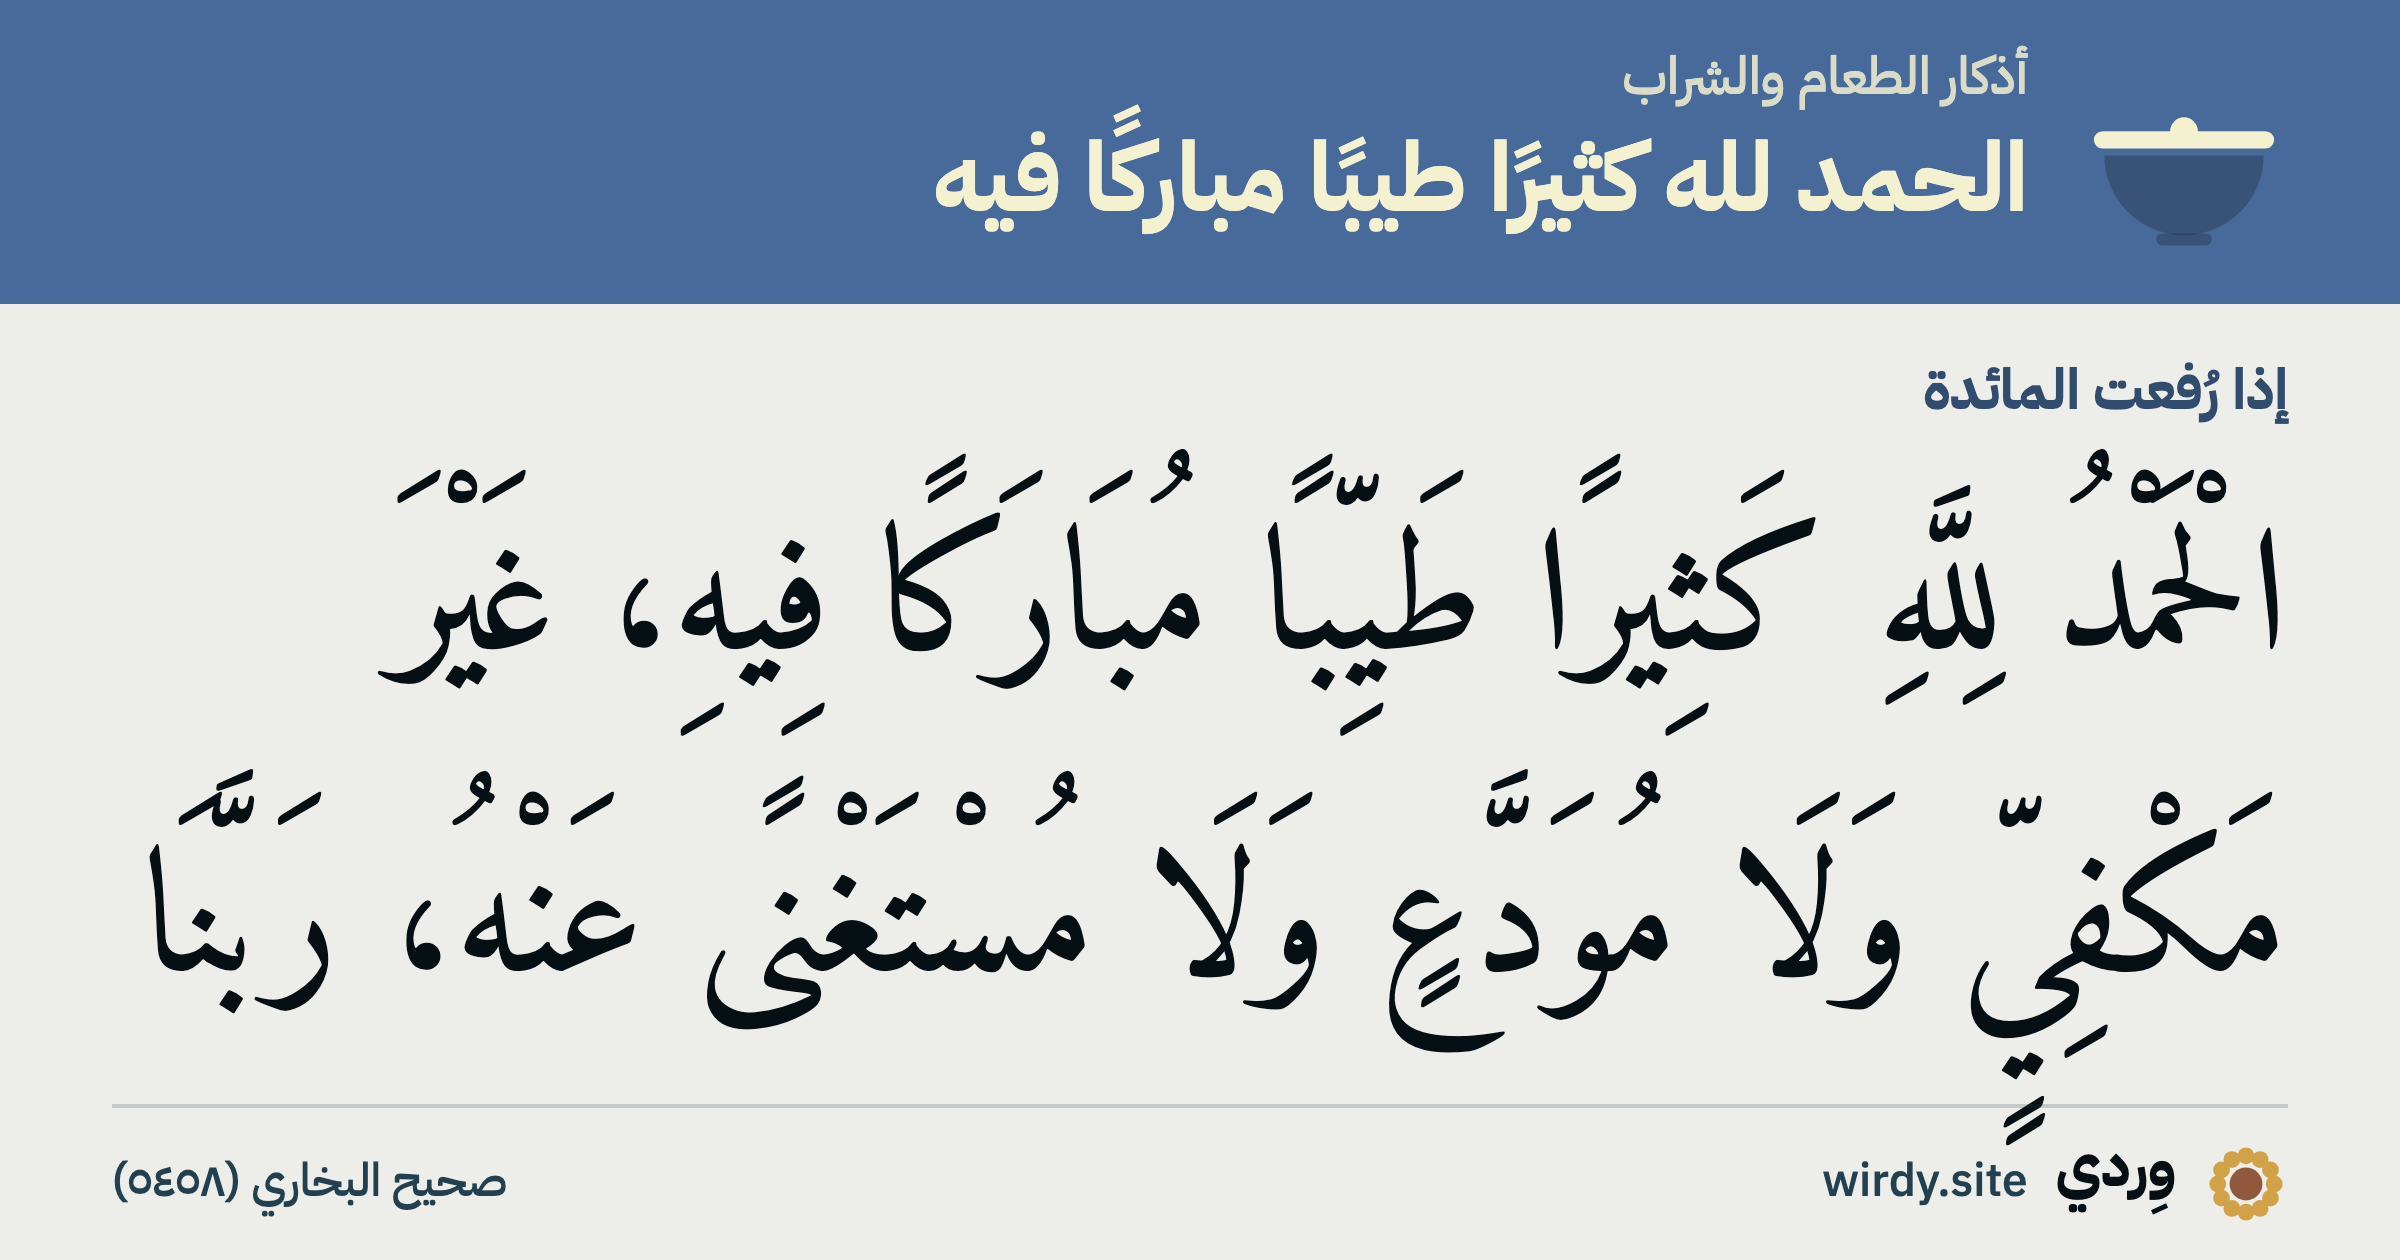 أذكار الطعام والشراب
الحمد لله كثيرًا طيبًا مباركًا فيه
إذا رُفعت المائدة
الْحَمْدُ لِلَّهِ كَثِيرًا طَيِّبًا مُبَارَكًا فِيهِ، غَيْرَ
مَكْفِيٍّ وَلَا مُوَدَّعٍ وَلَا مُسْتَغْنًى عَنْهُ، رَبَّنَا
وِردي wirdy.site
صحيح البخاري (٥٤٥٨)